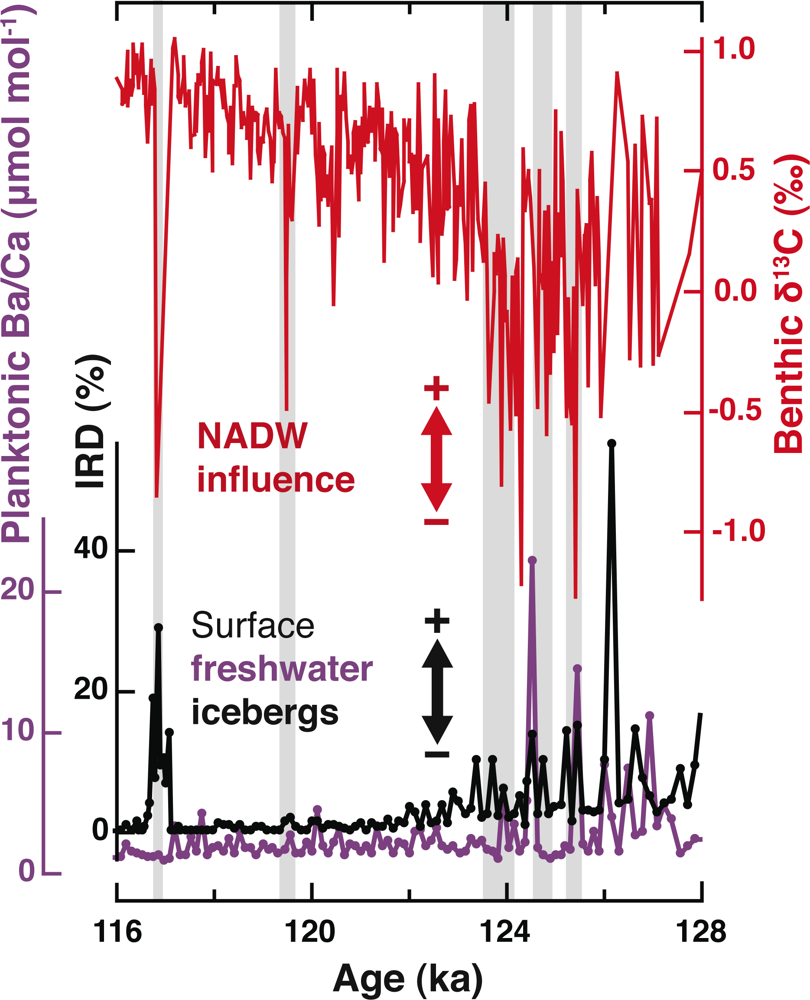 Planktonic Ba/Ca (µmol mol-1)
20
10
0
IRD (%)
40
20
0
1.0
0.5
0.0
-0.5
-1.0
Benthic δ13C (‰)
NADW
influence
+
−
Surface
freshwater
icebergs
+
−
116
120
124
128
Age (ka)